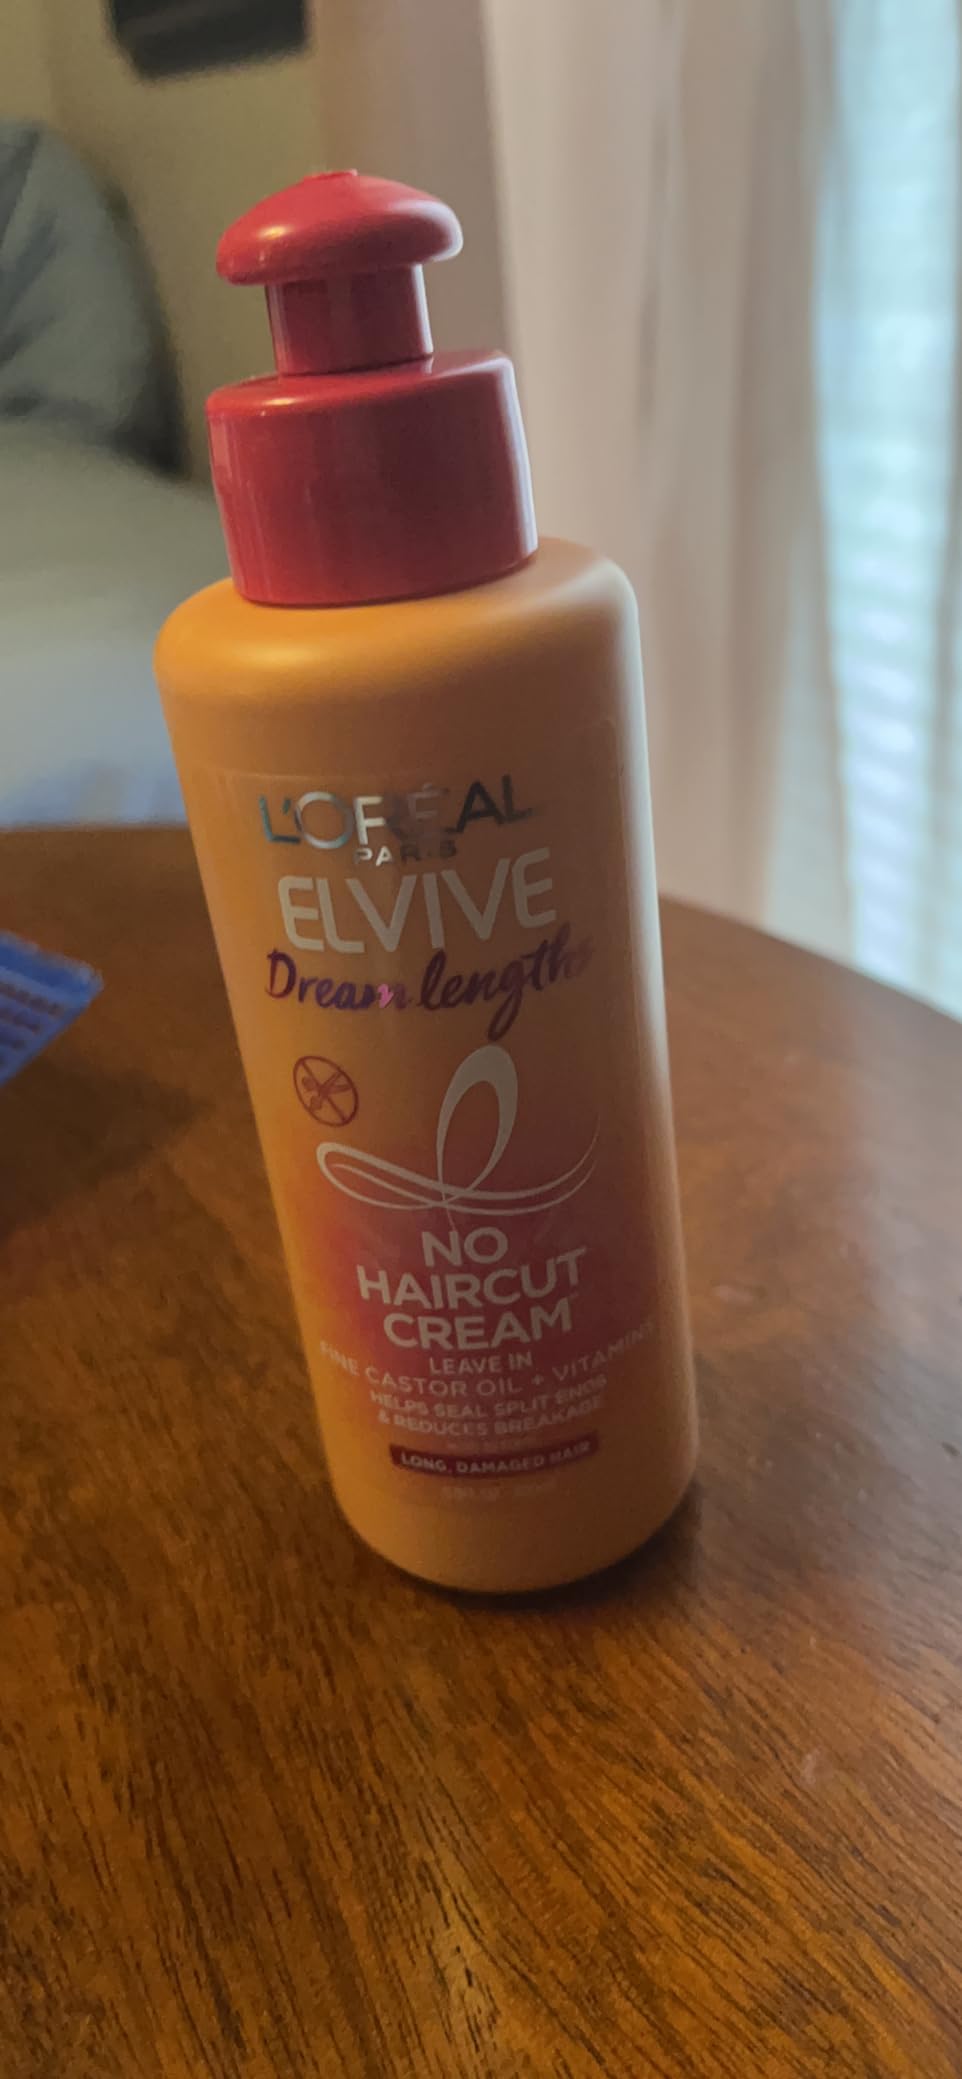 L'ORÉAL
PARIS
ELVIVE
Dream lengths
NO
HAIRCUT
CREAM
LEAVE IN
FINE CASTOR OIL + VITAMINS
HELPS SEAL SPLIT ENDS
& REDUCES BREAKAGE
LONG, DAMAGED HAIR